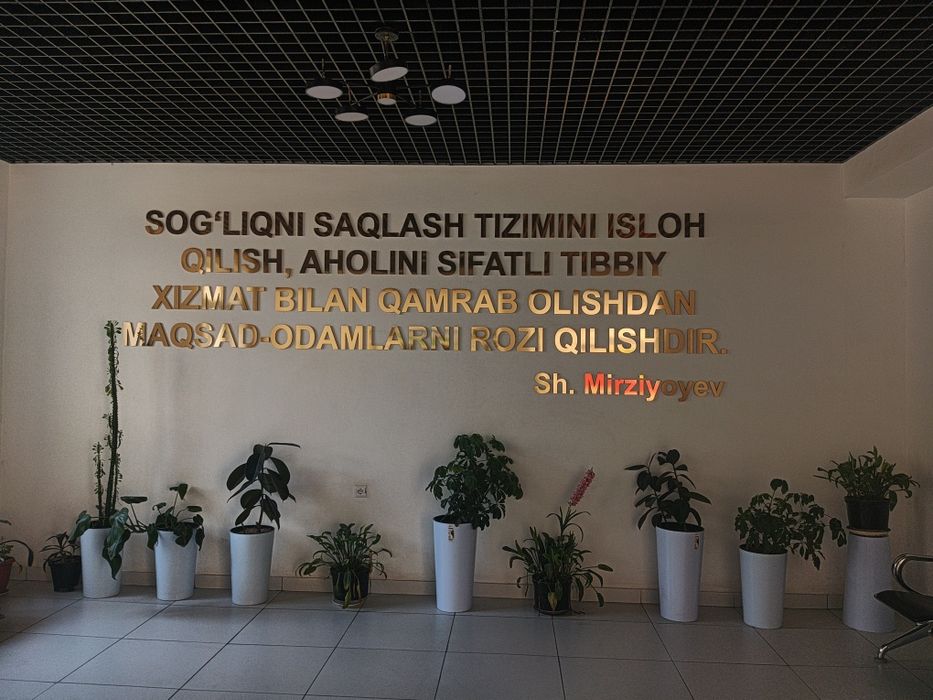 SOG‘LIQNI SAQLASH TIZIMINI ISLOH
QILISH, AHOLINI SIFATLI TIBBIY
XIZMAT BILAN QAMRAB OLISHDAN
MAQSAD-ODAMLARNI ROZI QILISHDIR.
Sh. Mirziyoyev